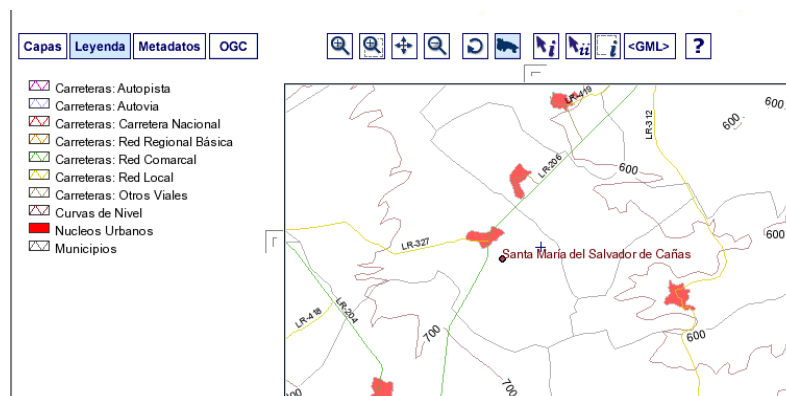 Capas Leyenda Metadatos OGC i ii i <GML> ?
Carreteras: Autopista
Carreteras: Autovia
Carreteras: Carretera Nacional
Carreteras: Red Regional Básica
Carreteras: Red Comarcal
Carreteras: Red Local
Carreteras: Otros Viales
Curvas de Nivel
Nucleos Urbanos
Municipios
LR-419
600
600
LR-312
LR-206
600
600
LR-327
Santa María del Salvador de Cañas
LR-204
LR-418
700
600
700